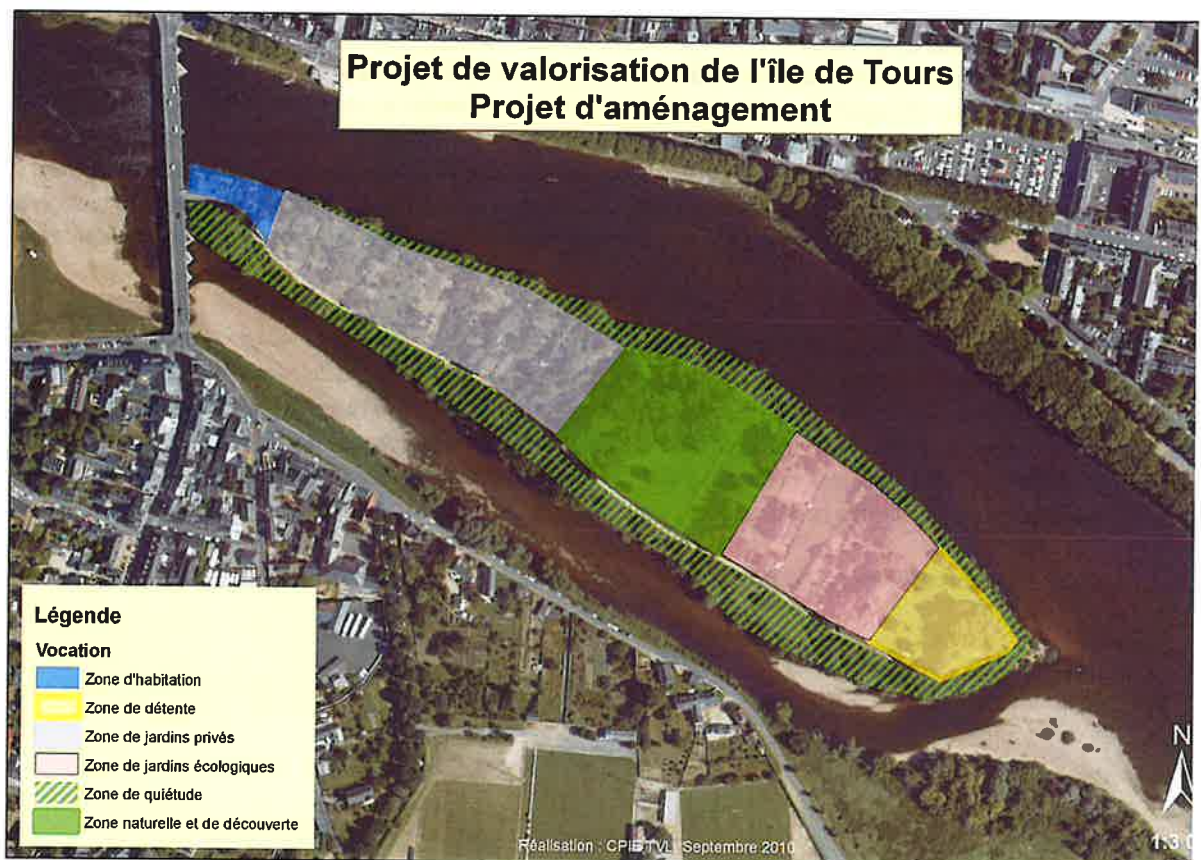 Projet de valorisation de l'île de Tours
Projet d'aménagement
Légende
Vocation
Zone d'habitation
Zone de détente
Zone de jardins privés
Zone de jardins écologiques
Zone de quiétude
Zone naturelle et de découverte
Réalisation : CPIE TVL Septembre 2010
N